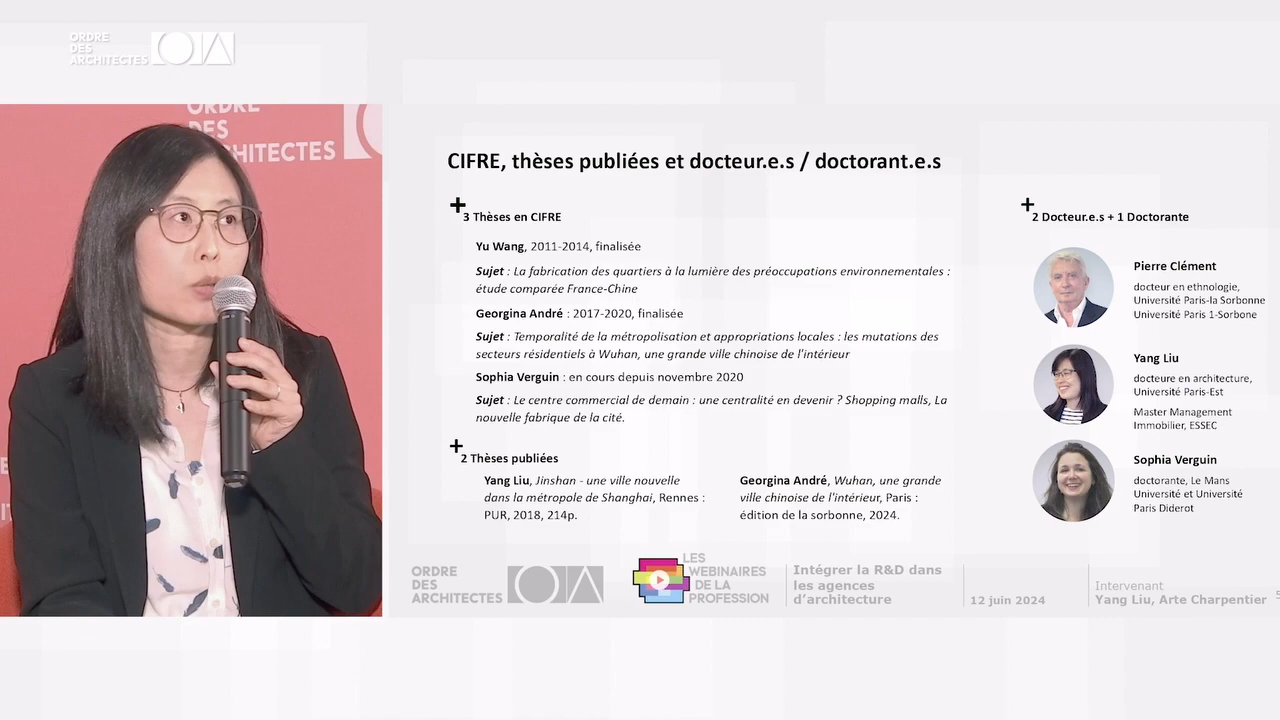 ORDRE
DES
ARCHITECTES
ORDRE
DES
ARCHITECTES
CIFRE, thèses publiées et docteur.e.s / doctorant.e.s
3 Thèses en CIFRE
Yu Wang, 2011-2014, finalisée
Sujet : La fabrication des quartiers à la lumière des préoccupations environnementales :
étude comparée France-Chine
Georgina André : 2017-2020, finalisée
Sujet : Temporalité de la métropolisation et appropriations locales : les mutations des
secteurs résidentiels à Wuhan, une grande ville chinoise de l'intérieur
Sophia Verguin : en cours depuis novembre 2020
Sujet : Le centre commercial de demain : une centralité en devenir ? Shopping malls, La
nouvelle fabrique de la cité.
2 Thèses publiées
Yang Liu, Jinshan - une ville nouvelle
dans la métropole de Shanghai, Rennes :
PUR, 2018, 214p.
Georgina André, Wuhan, une grande
ville chinoise de l'intérieur, Paris :
édition de la sorbonne, 2024.
2 Docteur.e.s + 1 Doctorante
Pierre Clément
docteur en ethnologie,
Université Paris-la Sorbonne
Université Paris 1-Sorbone
Yang Liu
docteure en architecture,
Université Paris-Est
Master Management
Immobilier, ESSEC
Sophia Verguin
doctorante, Le Mans
Université et Université
Paris Diderot
ORDRE
DES
ARCHITECTES
LES
WEBINAIRES
DE LA
PROFESSION
Intégrer la R&D dans
les agences
d'architecture
12 juin 2024
Intervenant
Yang Liu, Arte Charpentier